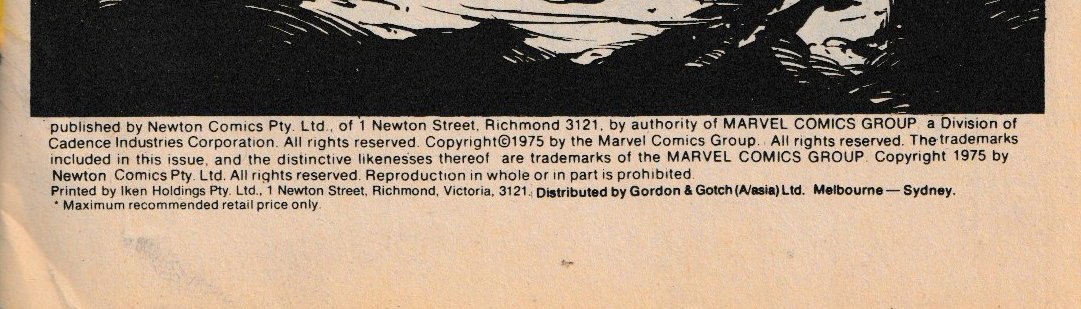 published by Newton Comics Pty. Ltd., of 1 Newton Street, Richmond 3121, by authority of MARVEL COMICS GROUP a Division of
Cadence Industries Corporation. All rights reserved. Copyright©1975 by the Marvel Comics Group.. All rights reserved. The trademarks
included in this issue, and the distinctive likenesses thereof are trademarks of the MARVEL COMICS GROUP. Copyright 1975 by
Newton Comics Pty. Ltd. All rights reserved. Reproduction in whole or in part is prohibited
Printed by Iken Holdings Pty. Ltd., 1 Newton Street, Richmond, Victoria, 3121. Distributed by Gordon & Gotch (A/asia) Ltd. Melbourne — Sydney.
* Maximum recommended retail price only.